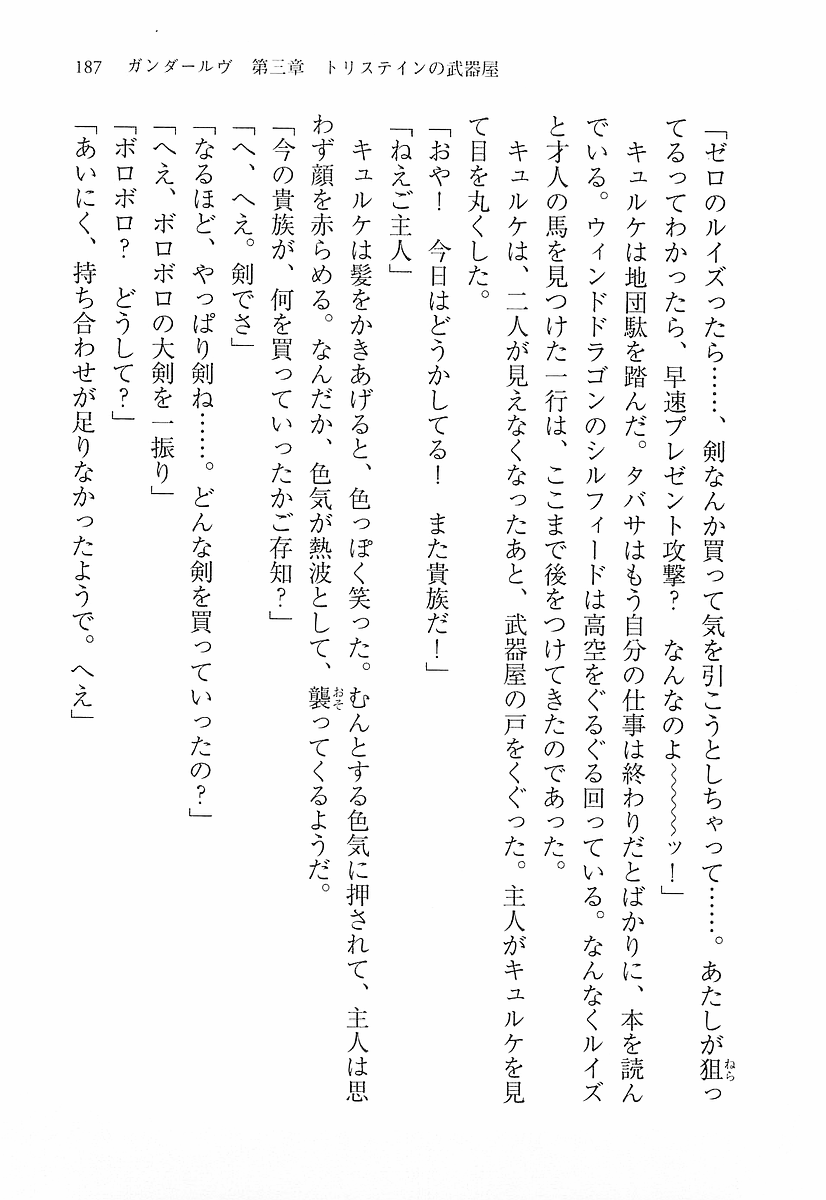 187　ガンダールヴ　第三章　トリステインの武器屋
「ゼロのルイズったら……、剣なんか買って気を引こうとしちゃって……。あたしが狙っ
てるってわかったら、早速プレゼント攻撃？　なんなのよ〜〜〜〜ッ！」
　キュルケは地団駄を踏んだ。タバサはもう自分の仕事は終わりだとばかりに、本を読ん
でいる。ウィンドドラゴンのシルフィードは高空をぐるぐる回っている。なんなくルイズ
と才人の馬を見つけた一行は、ここまで後をつけてきたのであった。
　キュルケは、二人が見えなくなったあと、武器屋の戸をくぐった。主人がキュルケを見
て目を丸くした。
「おや！　今日はどうかしてる！　また貴族だ！」
「ねえご主人」
　キュルケは髪をかきあげると、色っぽく笑った。むんとする色気に押されて、主人は思
わず顔を赤らめる。なんだか、色気が熱波として、襲ってくるようだ。
「今の貴族が、何を買っていったかご存知？」
「へ、へえ。剣でさ」
「なるほど、やっぱり剣ね……。どんな剣を買っていったの？」
「へえ、ボロボロの大剣を一振り」
「ボロボロ？　どうして？」
「あいにく、持ち合わせが足りなかったようで。へえ」
ねら
おそ